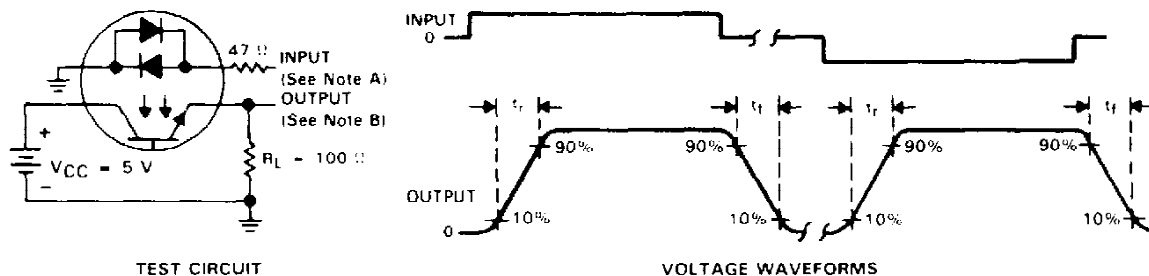 47 Ω
INPUT
(See Note A)
OUTPUT
(See Note B)
+
VCC = 5 V
−
RL − 100 Ω
TEST CIRCUIT
INPUT
0
tr
tf
tr
tf
90%
90%
90%
90%
OUTPUT
10%
10%
10%
10%
0
VOLTAGE WAVEFORMS